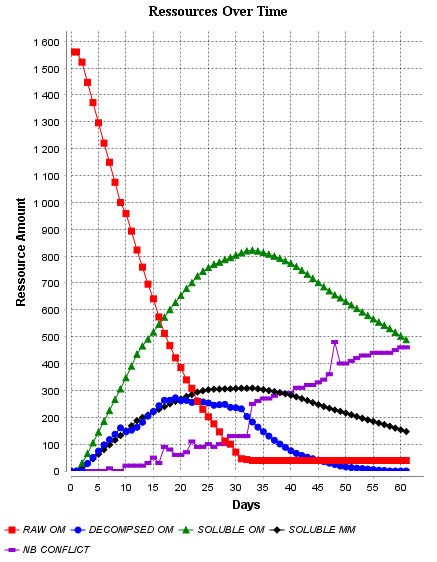 Ressources Over Time
Ressource Amount
1 600
1 500
1 400
1 300
1 200
1 100
1 000
900
800
700
600
500
400
300
200
100
0
0 5 10 15 20 25 30 35 40 45 50 55 60
Days
RAW OM DECOMPSED OM SOLUBLE OM SOLUBLE MM
NB CONFLICT